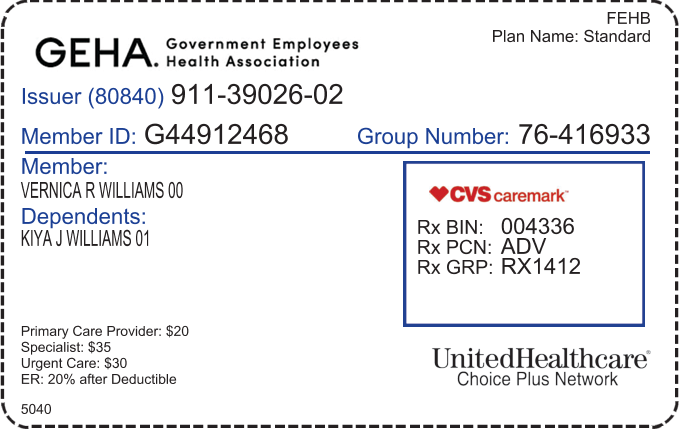 FEHB
Plan Name: Standard
GEHA. Government Employees
Health Association
Issuer (80840) 911-39026-02
Member ID: G44912468 Group Number: 76-416933
Member:
VERNICA R WILLIAMS 00
Dependents:
KIYA J WILLIAMS 01
CVS caremark™
Rx BIN: 004336
Rx PCN: ADV
Rx GRP: RX1412
Primary Care Provider: $20
Specialist: $35
Urgent Care: $30
ER: 20% after Deductible
UnitedHealthcare®
Choice Plus Network
5040